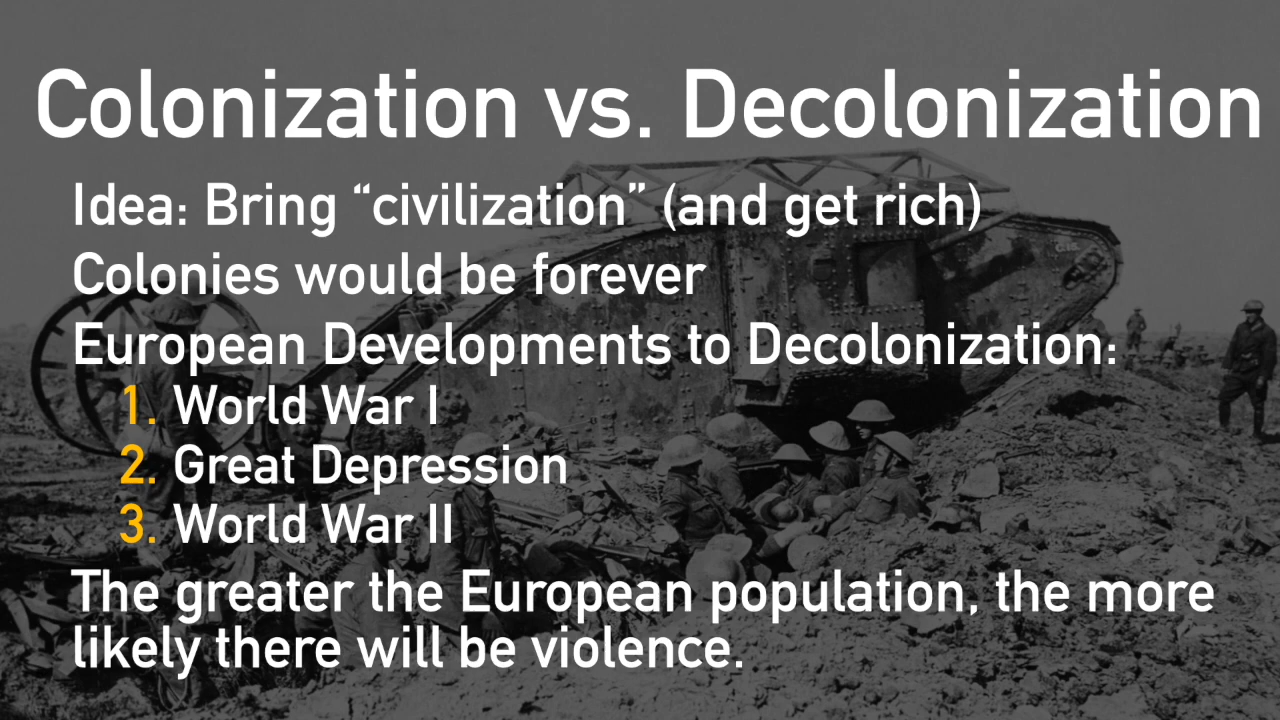 Colonization vs. Decolonization
Idea: Bring “civilization” (and get rich)
Colonies would be forever
European Developments to Decolonization:
1. World War I
2. Great Depression
3. World War II
The greater the European population, the more
likely there will be violence.